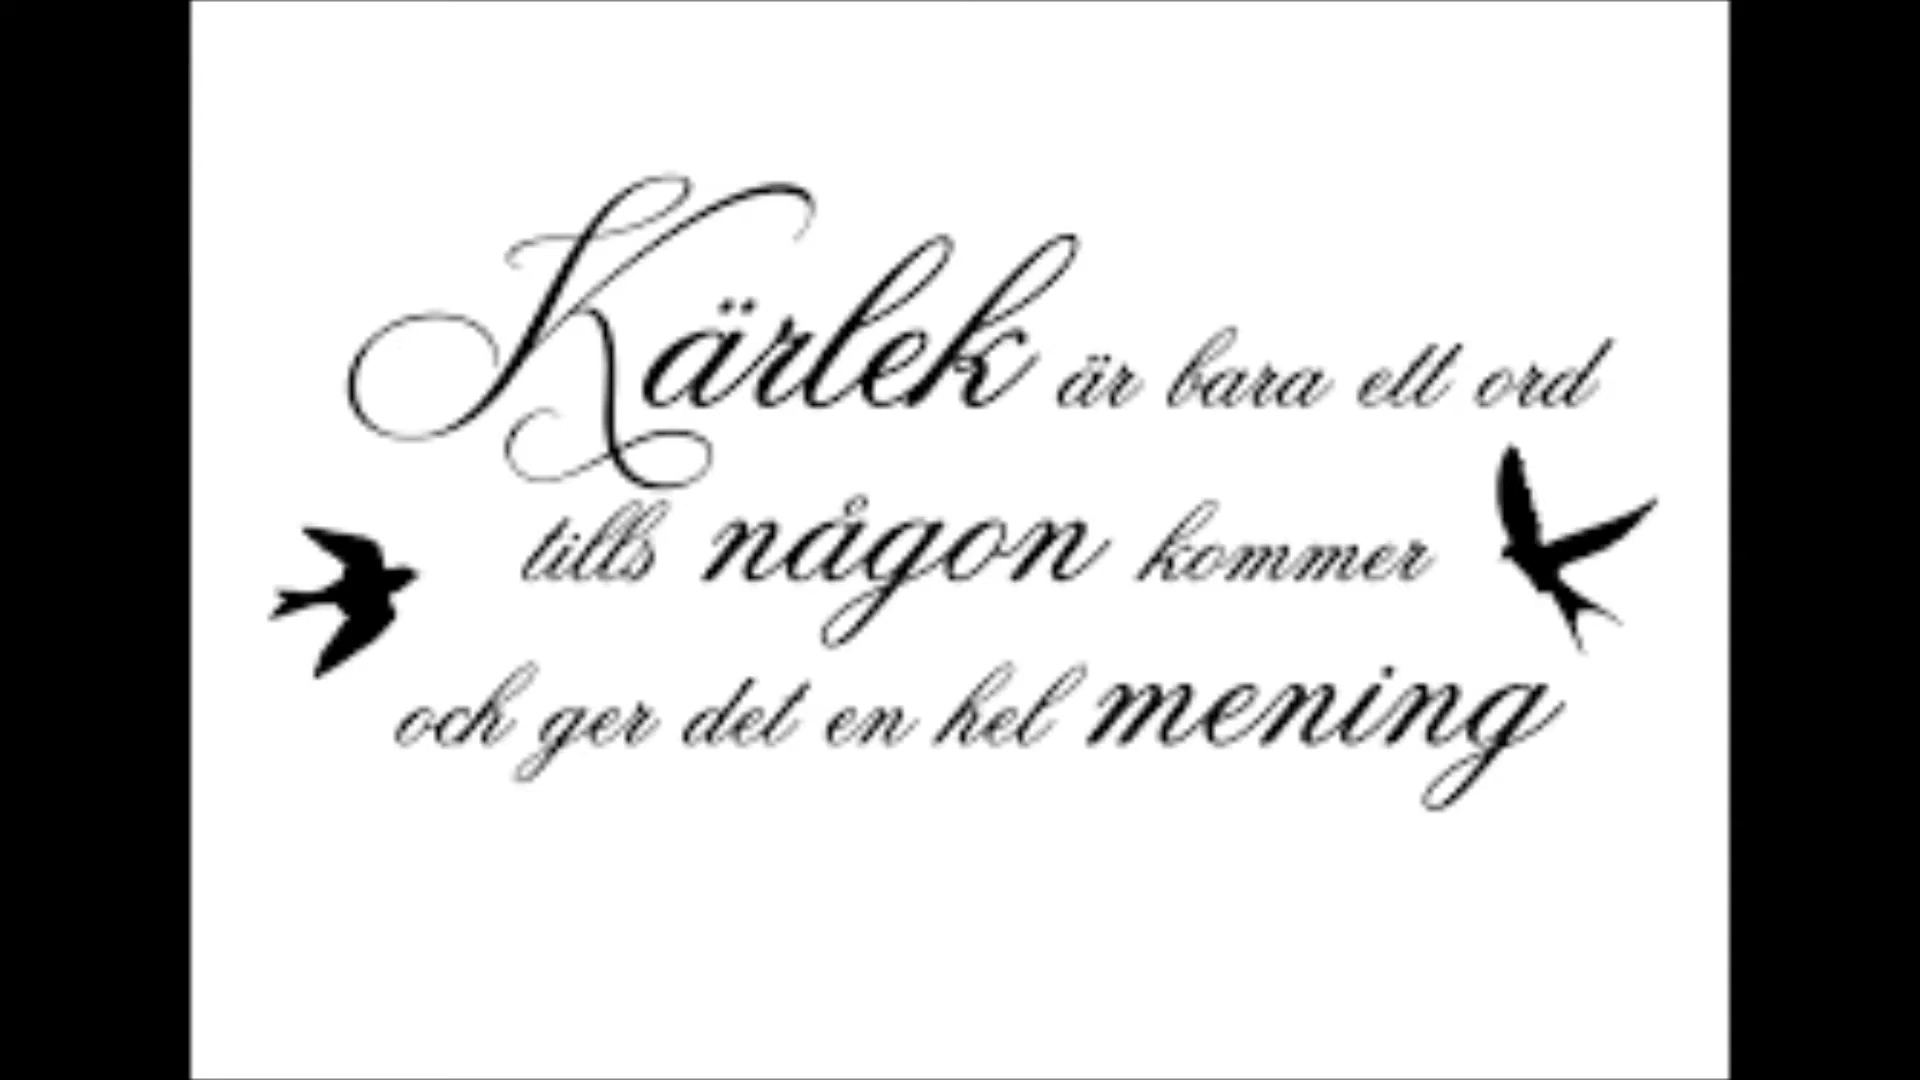 Kärlek är bara ett ord
tills någon kommer
och ger det en hel mening